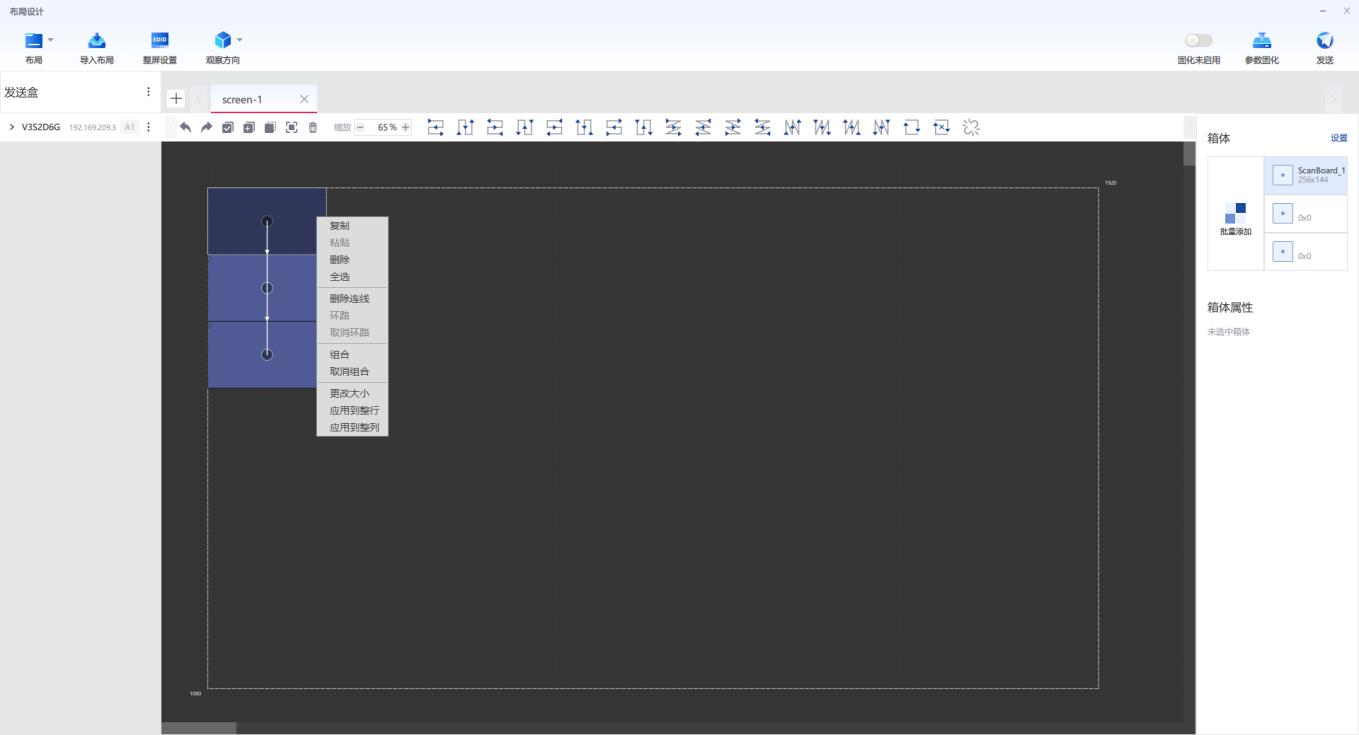 布局设计
布局
导入布局
EDID
整屏设置
观察方向
固化未启用
参数固化
发送
发送盒
screen-1
V3S2D6G 192.169.209.3 A1
缩放 65 %
箱体 设置
1920
ScanBoard_1
256x144
批量添加
0x0
0x0
箱体属性
未选中箱体
复制
粘贴
删除
全选
删除连线
环路
取消环路
组合
取消组合
更改大小
应用到整行
应用到整列
1080